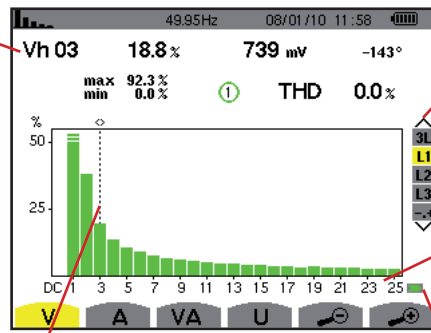 49.95Hz 08/01/10 11:58
Vh 03 18.8 % 739 mV -143°
max 92.3 %
min 0.0 %
1 THD 0.0 %
%
50
25
DC 1 3 5 7 9 11 13 15 17 19 21 23 25
3L
L1
L2
L3
V A VA U